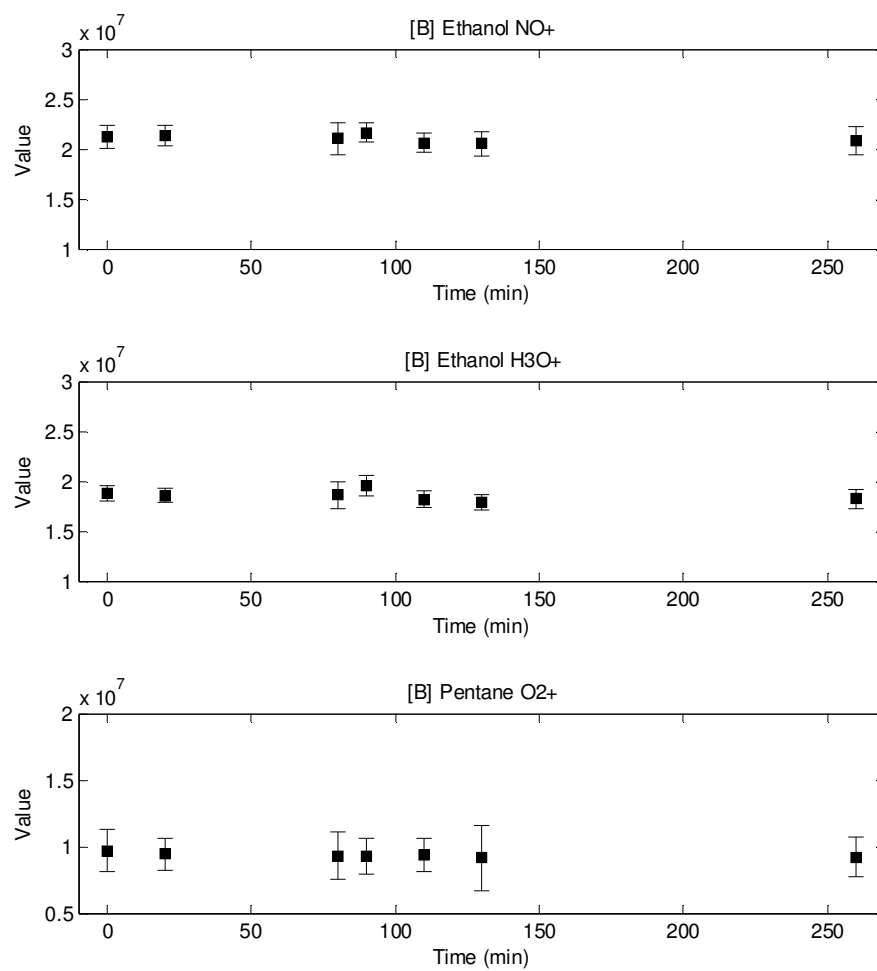 [B] Ethanol NO+
x 10^7
3
2.5
2
1.5
1
Value
0 50 100 150 200 250
Time (min)
[B] Ethanol H3O+
x 10^7
3
2
1.5
1
Value
0 50 100 150 200 250
Time (min)
[B] Pentane O2+
x 10^7
2
1.5
1
0.5
Value
0 50 100 150 200 250
Time (min)